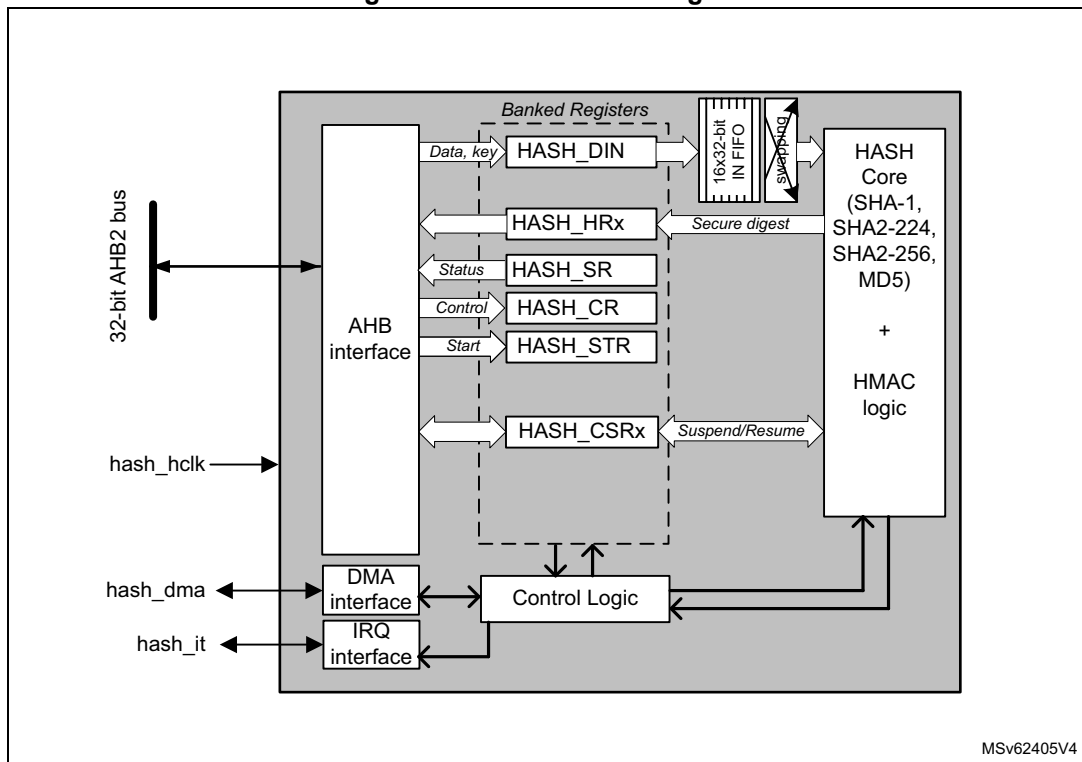 Banked Registers
Data, key
HASH_DIN
16x32-bit
IN FIFO
swapping
HASH
Core
(SHA-1,
SHA2-224,
SHA2-256,
MD5)
+
HMAC
logic
HASH_HRx
Secure digest
Status
HASH_SR
Control
HASH_CR
Start
HASH_STR
32-bit AHB2 bus
AHB
interface
HASH_CSRx
Suspend/Resume
hash_hclk
hash_dma
DMA
interface
Control Logic
hash_it
IRQ
interface
MSv62405V4